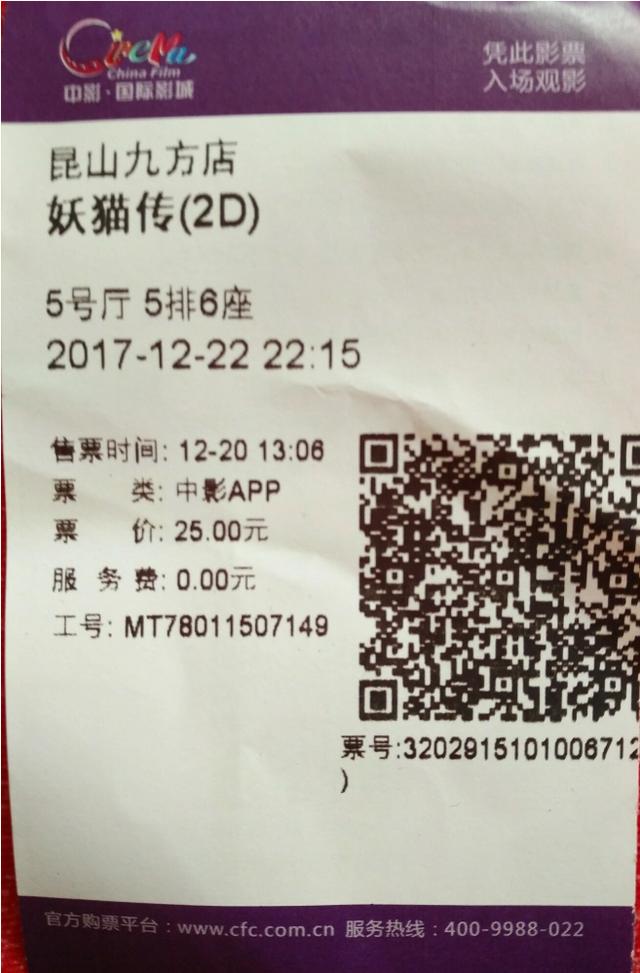 CineMa
China Film
中影·国际影城
凭此影票
入场观影
昆山九方店
妖猫传(2D)
5号厅 5排6座
2017-12-22 22:15
售票时间: 12-20 13:06
票 类: 中影APP
票 价: 25.00元
服 务 费: 0.00元
工号: MT78011507149
票号:3202915101006712
)
官方购票平台：www.cfc.com.cn 服务热线：400-9988-022